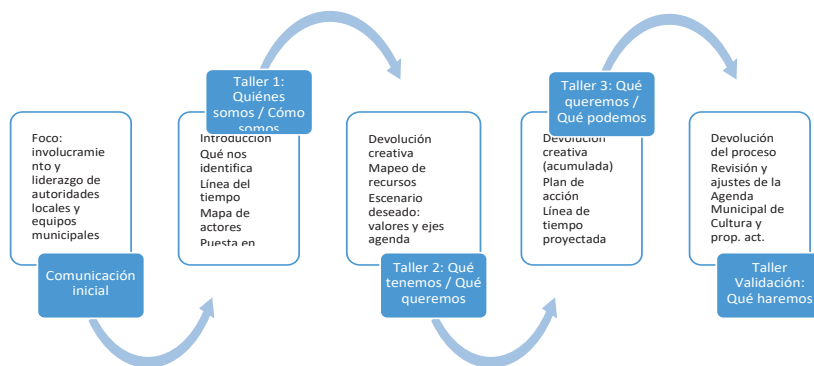 Foco:
involucramie
nto y
liderazgo de
autoridades
locales y
equipos
municipales
Comunicación
inicial
Taller 1:
Quiénes
somos / Cómo
somos
Introducción
Qué nos
identifica
Línea del
tiempo
Mapa de
actores
Puesta en
Devolución
creativa
Mapeo de
recursos
Escenario
deseado:
valores y ejes
agenda
Taller 2: Qué
tenemos / Qué
queremos
Taller 3: Qué
queremos /
Qué podemos
Devolución
creativa
(acumulada)
Plan de
acción
Línea de
tiempo
proyectada
Devolución
del proceso
Revisión y
ajustes de la
Agenda
Municipal de
Cultura y
prop. act.
Taller
Validación:
Qué haremos